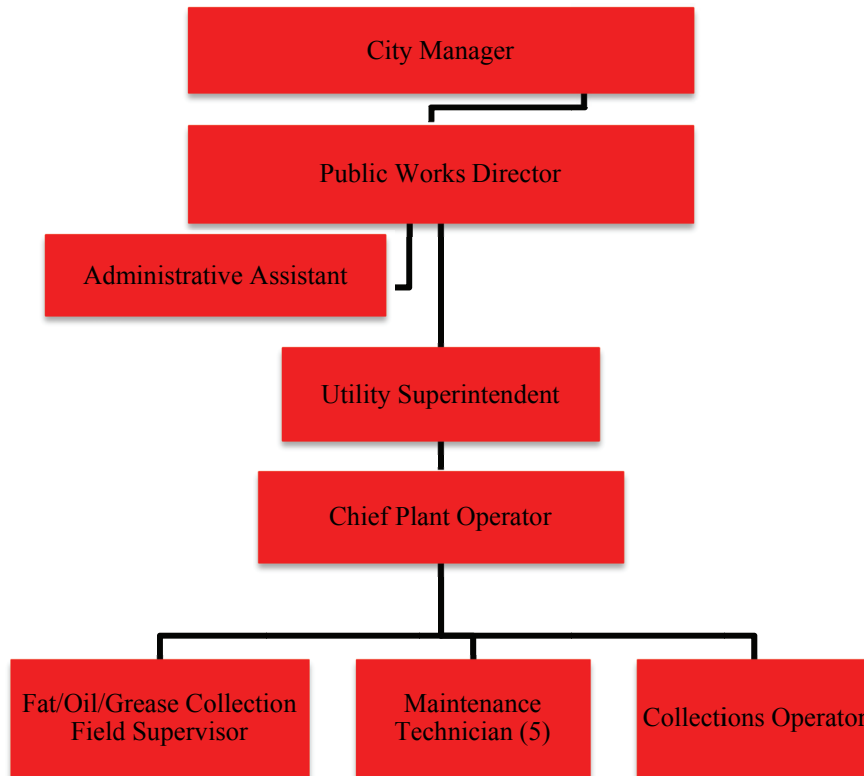 City Manager
Public Works Director
Administrative Assistant
Utility Superintendent
Chief Plant Operator
Fat/Oil/Grease Collection
Field Supervisor
Maintenance
Technician (5)
Collections Operator